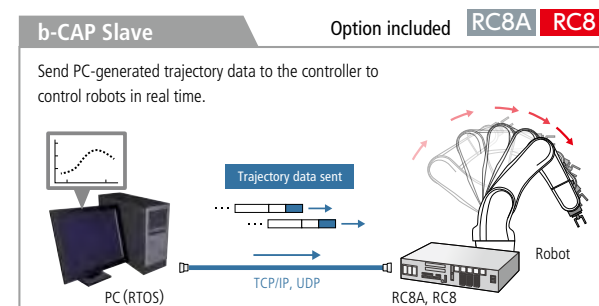 b-CAP Slave
Option included RC8A RC8
Send PC-generated trajectory data to the controller to
control robots in real time.
Trajectory data sent
TCP/IP, UDP
Robot
PC (RTOS)
RC8A, RC8